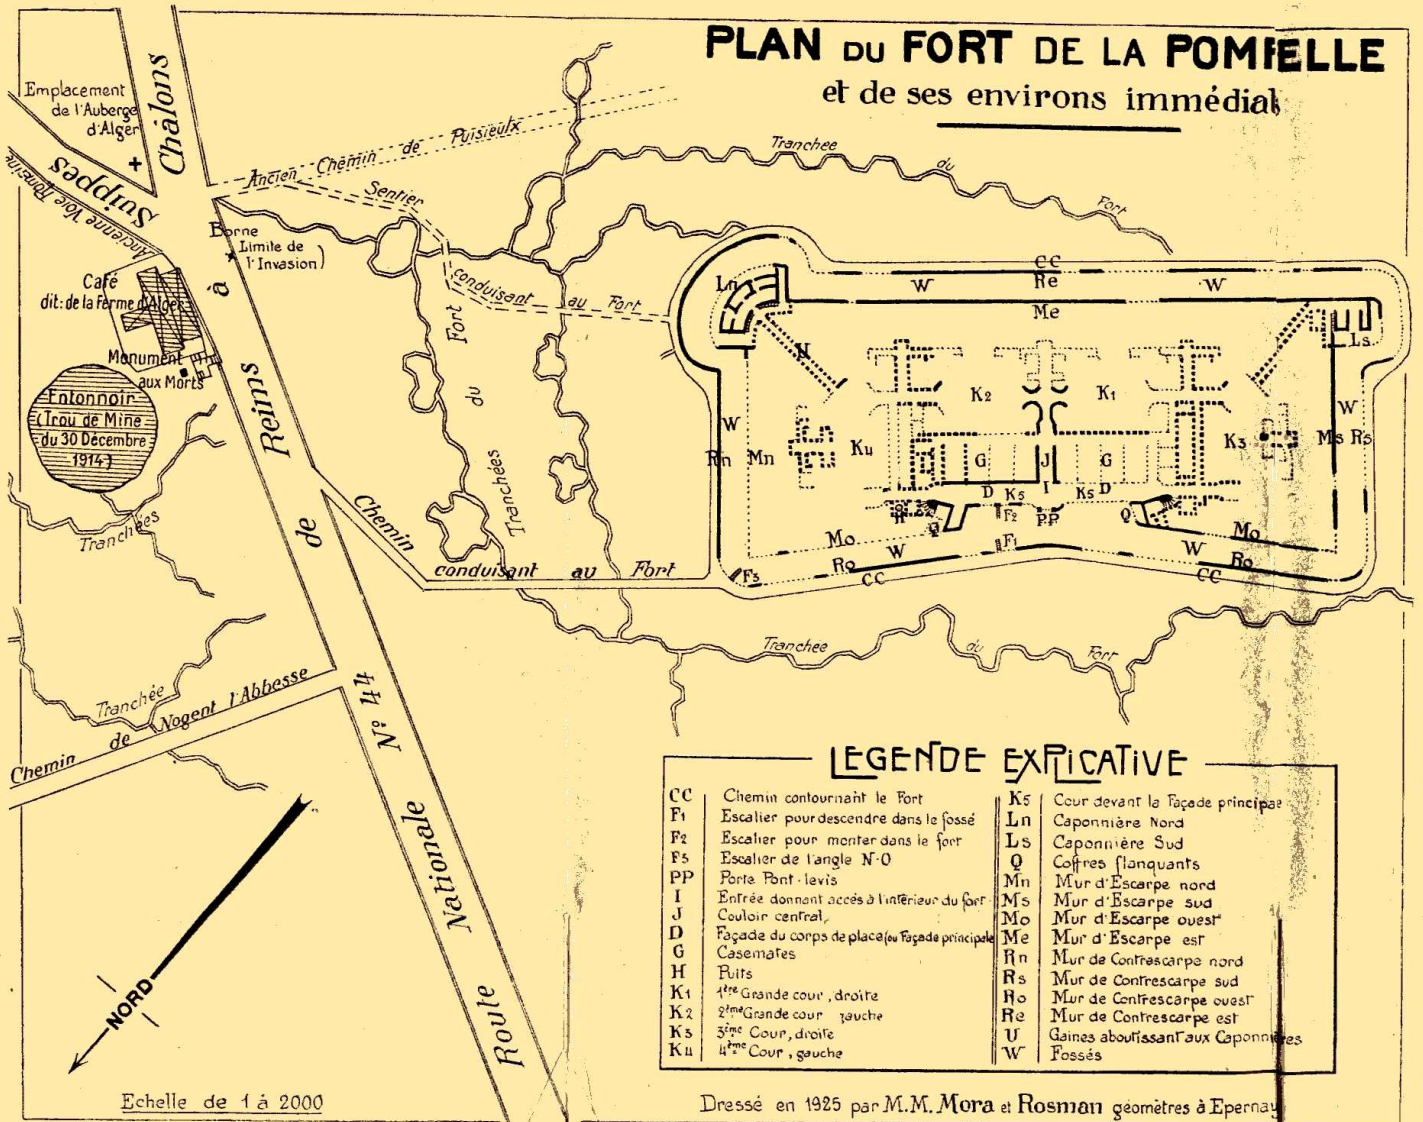 PLAN DU FORT DE LA POMPELLE
et de ses environs immédiat
Emplacement
de l'Auberge
d'Alger
Châlons
Suippes
Ancienne Voie Romaine
Ancien Chemin de Puisieulx
Sentier
conduisant au Fort
Tranchée du Fort
Borne
Limite de
l'Invasion)
à
Café
dit: de la Ferme d'Alger
Monument
aux Morts
Entonnoir
(Trou de Mine
du 30 Décembre
1914)
Reims
Tranchées
de
Chemin
conduisant au Fort
Tranchées du Fort
Tranchée
Chemin de Nogent l'Abbesse
Nº 44
Nationale
Route
Tranchée du Fort
CC
Ln W Re W
Me
U Ls
K2 K1
W W
Rn Mn K4 K3 Ms Rs
G J G
D K5 I K5 D
H Q F2 PP Q
Mo Mo
W F1 W
F3 Ro Ro
CC CC
NORD
Echelle de 1 à 2000
LEGENDE EXPLICATIVE
CC Chemin contournant le Fort
F1 Escalier pour descendre dans le fossé
F2 Escalier pour monter dans le fort
F3 Escalier de l'angle N-O
PP Porte Pont-levis
I Entrée donnant accés à l'intérieur du fort
J Couloir central,
D Façade du corps de place (ou Façade principale
G Casemates
H Puits
K1 1ère Grande cour, droite
K2 2ème Grande cour gauche
K3 3ème Cour, droite
K4 4ème Cour, gauche
K5 Cour devant la Façade principale
Ln Caponnière Nord
Ls Caponnière Sud
Q Coffres flanquants
Mn Mur d'Escarpe nord
Ms Mur d'Escarpe sud
Mo Mur d'Escarpe ouest
Me Mur d'Escarpe est
Rn Mur de Contrescarpe nord
Rs Mur de Contrescarpe sud
Ro Mur de Contrescarpe ouest
Re Mur de Contrescarpe est
U Gaines aboutissant aux Caponnières
W Fossés
Dressé en 1925 par M.M. Mora et Rosman géomètres à Epernay